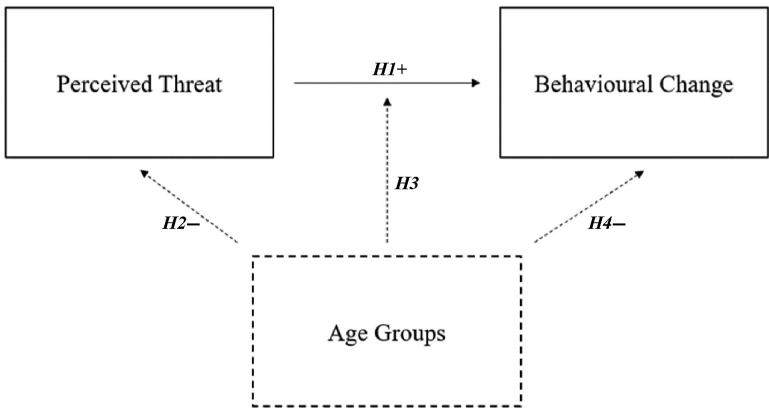 Perceived Threat
H1+
Behavioural Change
H3
H2–
H4–
Age Groups